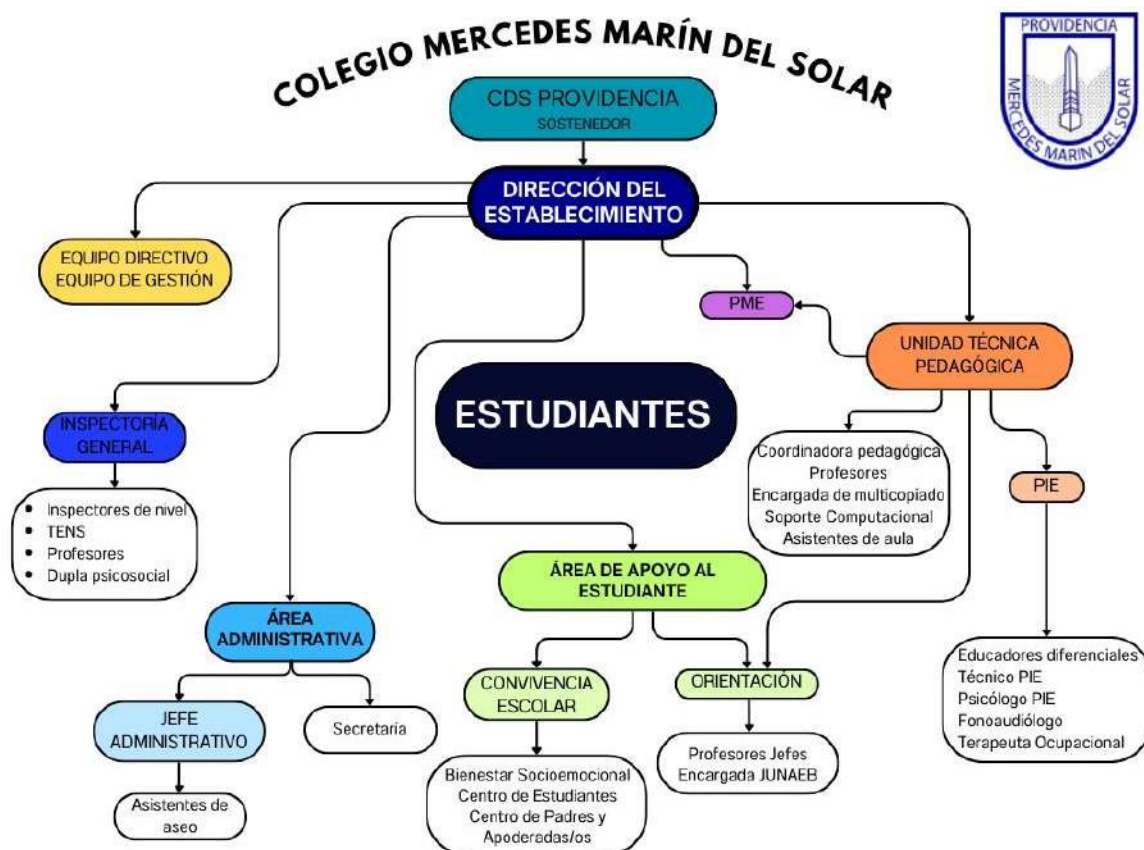 COLEGIO MERCEDES MARÍN DEL SOLAR
PROVIDENCIA
MERCEDES MARIN DEL SOLAR
CDS PROVIDENCIA
SOSTENEDOR
DIRECCIÓN DEL
ESTABLECIMIENTO
EQUIPO DIRECTIVO
EQUIPO DE GESTIÓN
PME
UNIDAD TÉCNICA
PEDAGÓGICA
ESTUDIANTES
INSPECTORÍA
GENERAL
• Inspectores de nivel
• TENS
• Profesores
• Dupla psicosocial
Coordinadora pedagógica
Profesores
Encargada de multicopiado
Soporte Computacional
Asistentes de aula
PIE
ÁREA DE APOYO AL
ESTUDIANTE
ÁREA
ADMINISTRATIVA
CONVIVENCIA
ESCOLAR
ORIENTACIÓN
Educadores diferenciales
Técnico PIE
Psicólogo PIE
Fonoaudiólogo
Terapeuta Ocupacional
JEFE
ADMINISTRATIVO
Secretaría
Profesores Jefes
Encargada JUNAEB
Bienestar Socioemocional
Centro de Estudiantes
Centro de Padres y
Apoderadas/os
Asistentes de
aseo